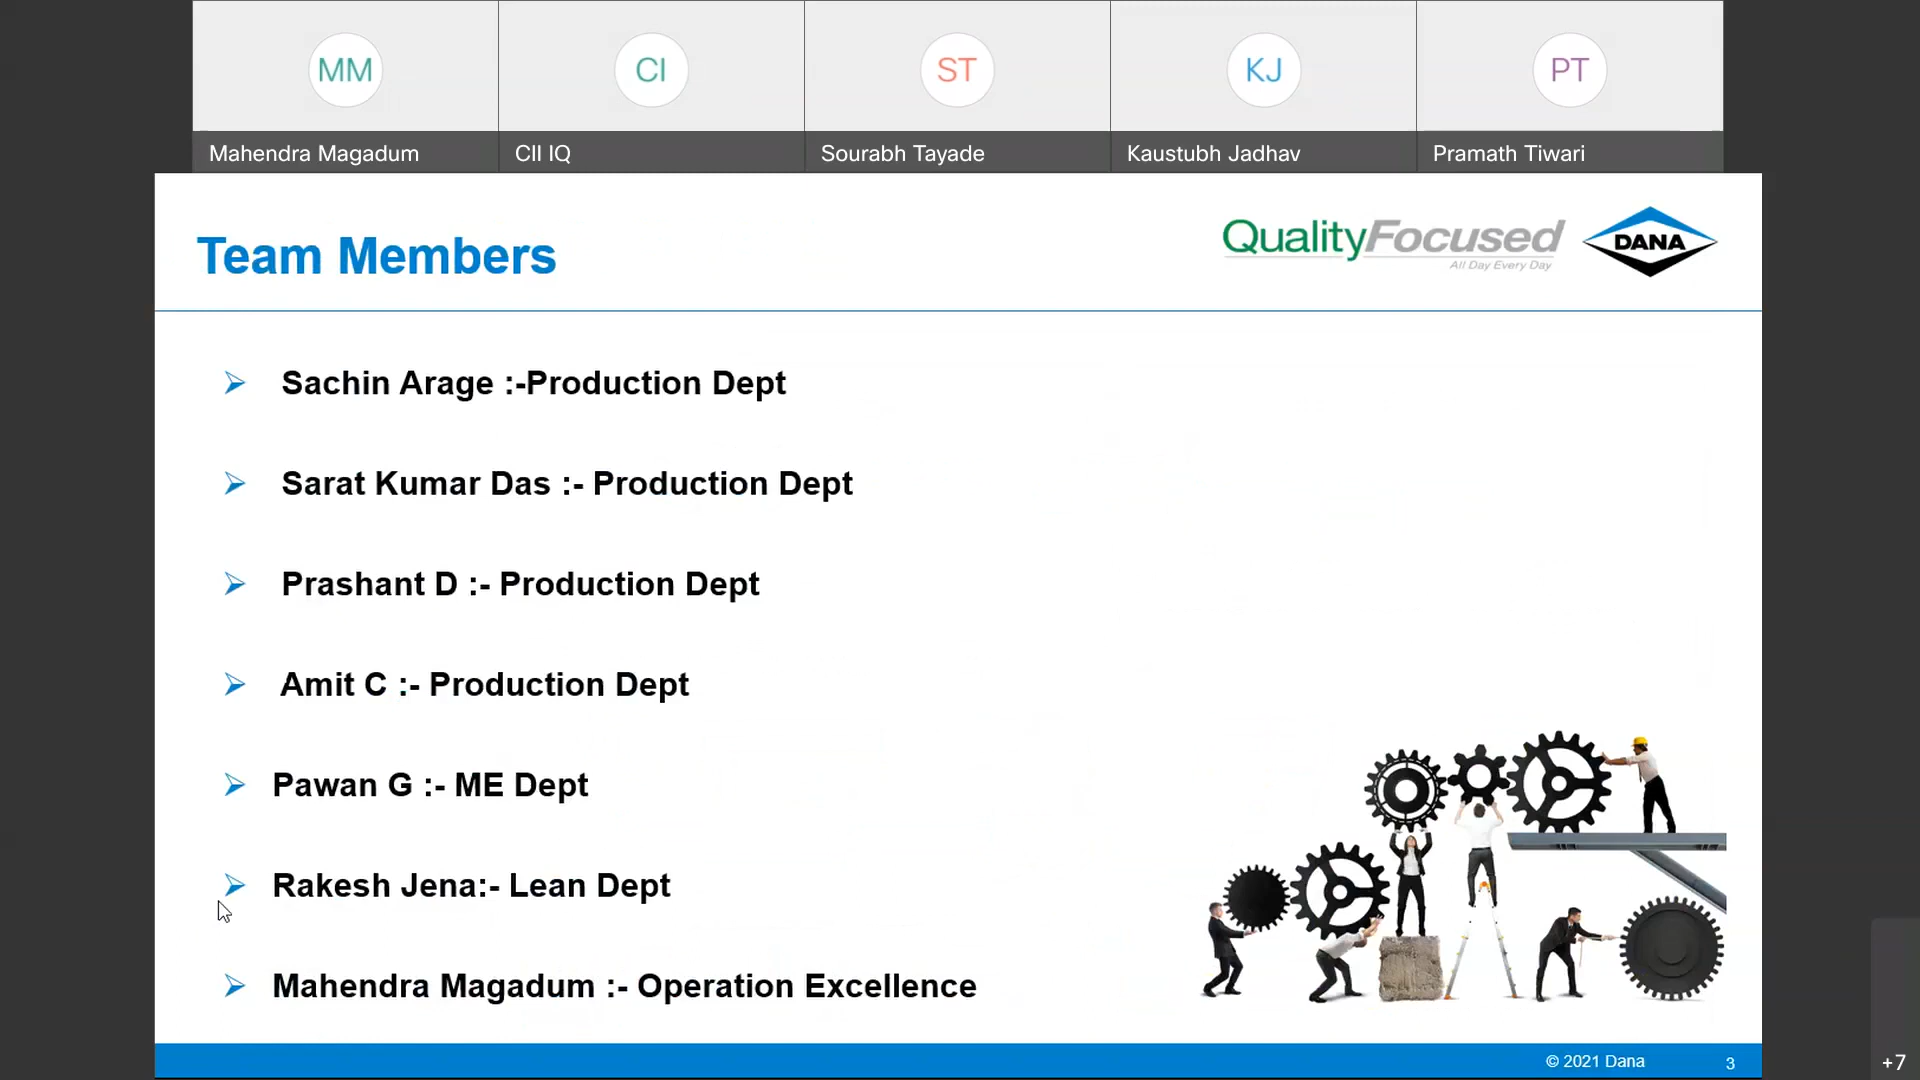 MM
CI
ST
KJ
PT
Mahendra Magadum
CII IQ
Sourabh Tayade
Kaustubh Jadhav
Pramath Tiwari
Team Members
QualityFocused
All Day Every Day
DANA
Sachin Arage :-Production Dept
Sarat Kumar Das :- Production Dept
Prashant D :- Production Dept
Amit C :- Production Dept
Pawan G :- ME Dept
Rakesh Jena:- Lean Dept
Mahendra Magadum :- Operation Excellence
© 2021 Dana
3
+7